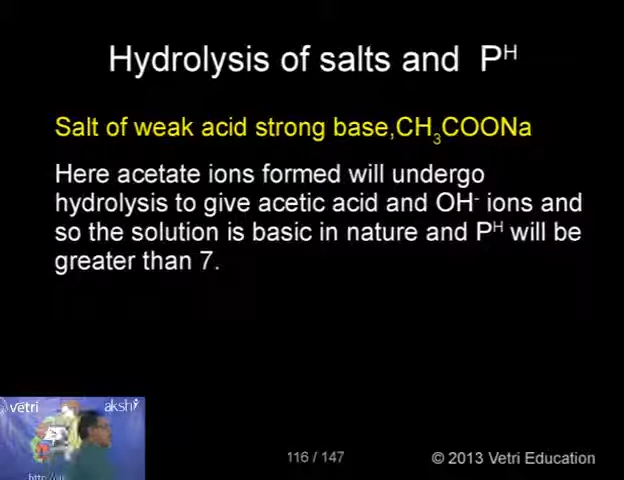 Hydrolysis of salts and Pᴴ
Salt of weak acid strong base,CH₃COONa
Here acetate ions formed will undergo
hydrolysis to give acetic acid and OH⁻ ions and
so the solution is basic in nature and Pᴴ will be
greater than 7.
vetri
akshi
116 / 147
© 2013 Vetri Education